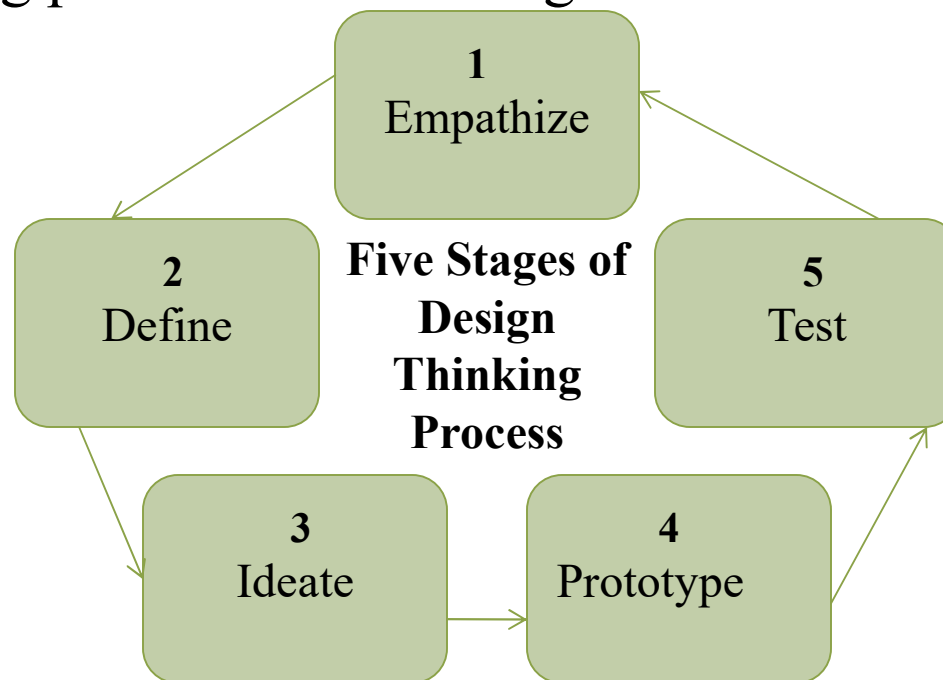 1
Empathize
Five Stages of
Design
Thinking
Process
2
Define
5
Test
3
Ideate
4
Prototype